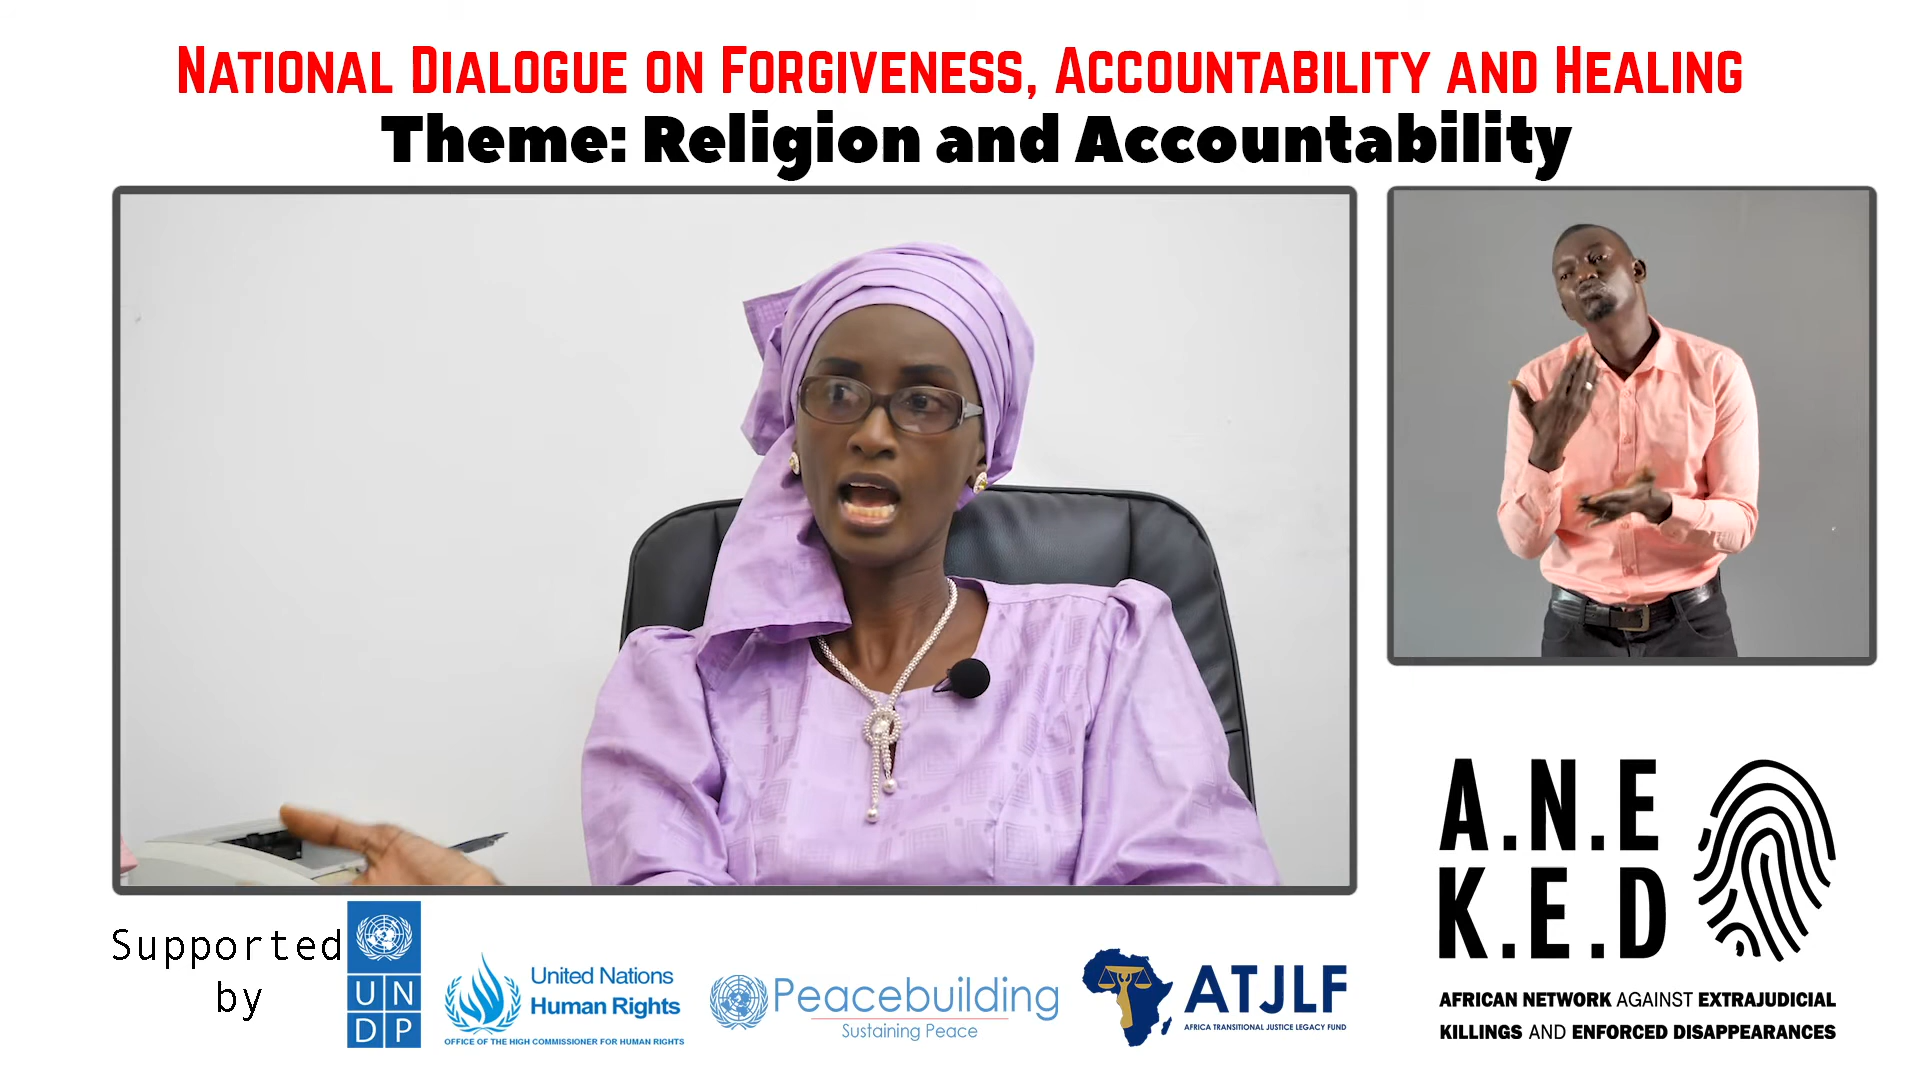 National Dialogue on Forgiveness, Accountability and Healing
Theme: Religion and Accountability
Supported
by
UN
DP
United Nations
Human Rights
OFFICE OF THE HIGH COMMISSIONER FOR HUMAN RIGHTS
Peacebuilding
Sustaining Peace
ATJLF
AFRICA TRANSITIONAL JUSTICE LEGACY FUND
A.N.E
K.E.D
AFRICAN NETWORK AGAINST EXTRAJUDICIAL
KILLINGS AND ENFORCED DISAPPEARANCES